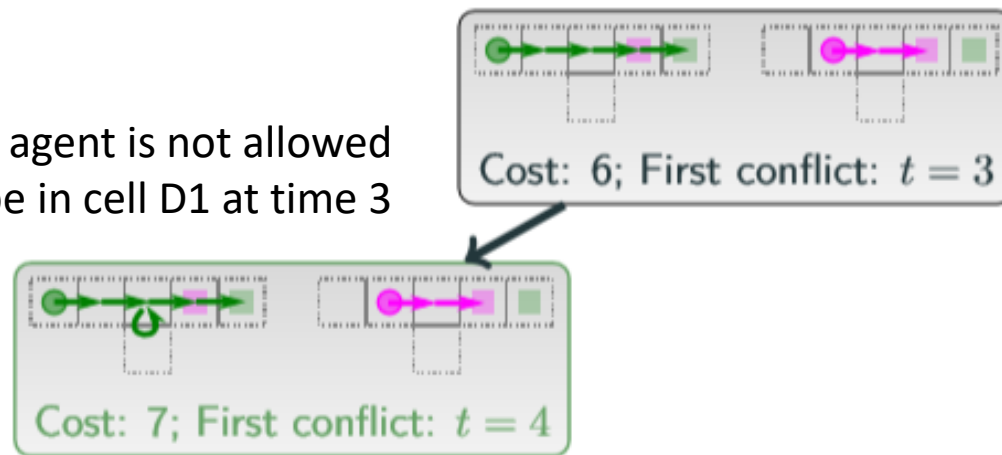 agent is not allowed
in cell D1 at time 3
Cost: 6; First conflict: t = 3
Cost: 7; First conflict: t = 4